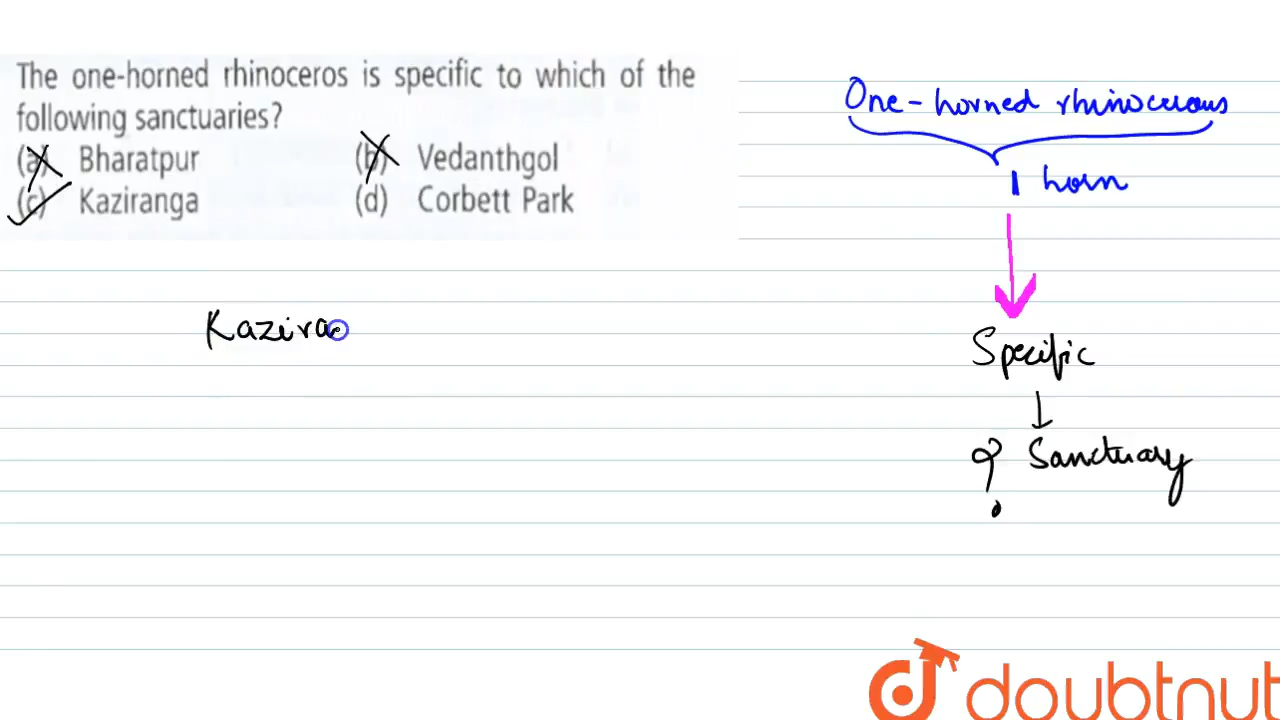 The one-horned rhinoceros is specific to which of the
following sanctuaries?
(a) Bharatpur (b) Vedanthgol
(c) Kaziranga (d) Corbett Park
One-horned rhinocerous
1 horn
Specific
? Sanctuary
Kazira
doubtnut